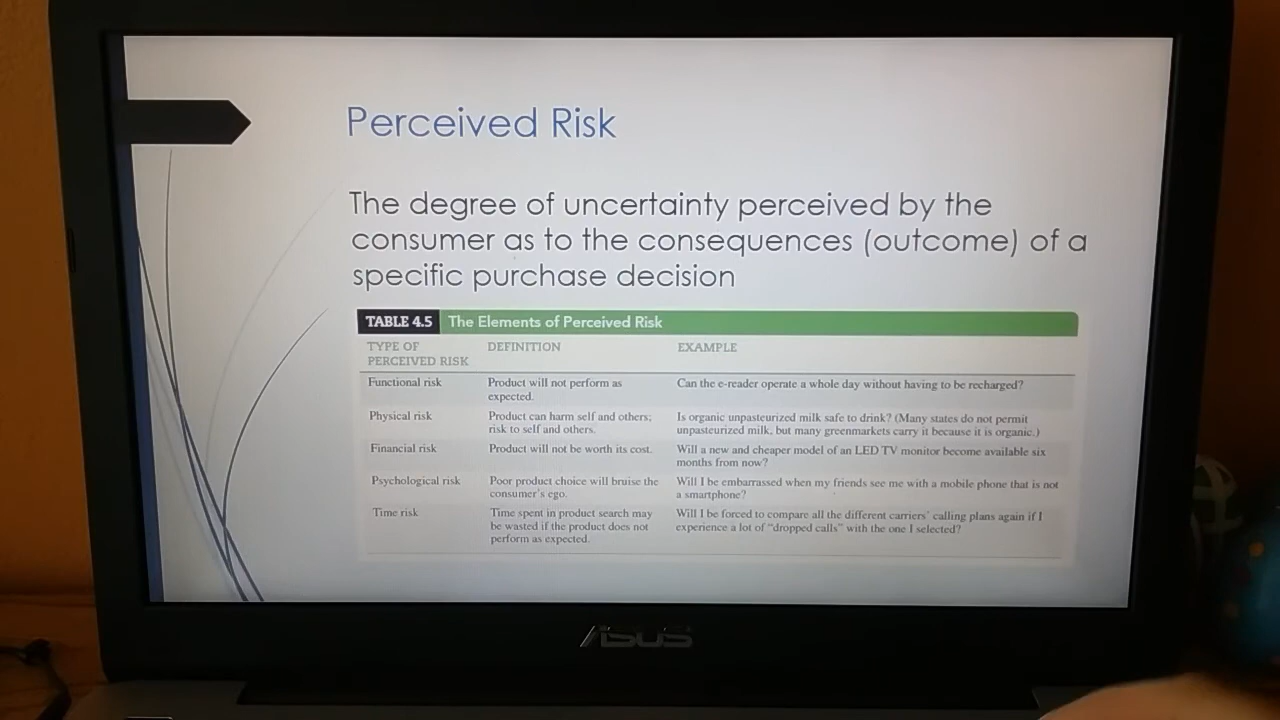 Perceived Risk
The degree of uncertainty perceived by the
consumer as to the consequences (outcome) of a
specific purchase decision
TABLE 4.5 The Elements of Perceived Risk
TYPE OF PERCEIVED RISK DEFINITION EXAMPLE
Functional risk Product will not perform as expected. Can the e-reader operate a whole day without having to be recharged?
Physical risk Product can harm self and others; risk to self and others. Is organic unpasteurized milk safe to drink? (Many states do not permit unpasteurized milk, but many greenmarkets carry it because it is organic.)
Financial risk Product will not be worth its cost. Will a new and cheaper model of an LED TV monitor become available six months from now?
Psychological risk Poor product choice will bruise the consumer's ego. Will I be embarrassed when my friends see me with a mobile phone that is not a smartphone?
Time risk Time spent in product search may be wasted if the product does not perform as expected. Will I be forced to compare all the different carriers' calling plans again if I experience a lot of "dropped calls" with the one I selected?
ASUS